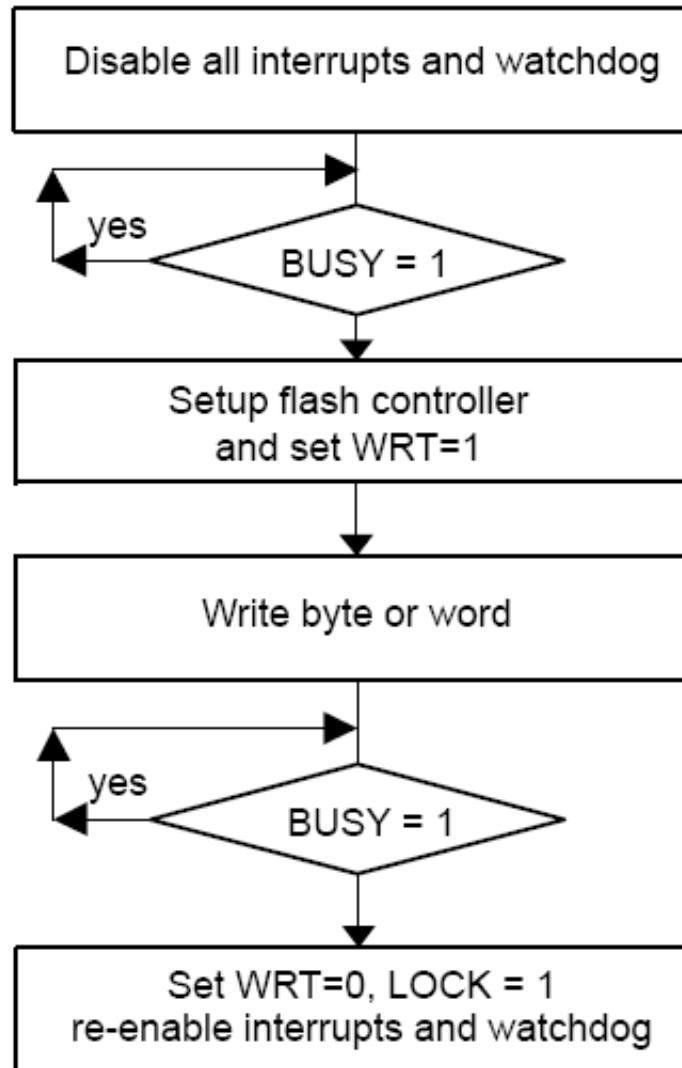 Disable all interrupts and watchdog
yes
BUSY = 1
Setup flash controller
and set WRT=1
Write byte or word
yes
BUSY = 1
Set WRT=0, LOCK = 1
re-enable interrupts and watchdog